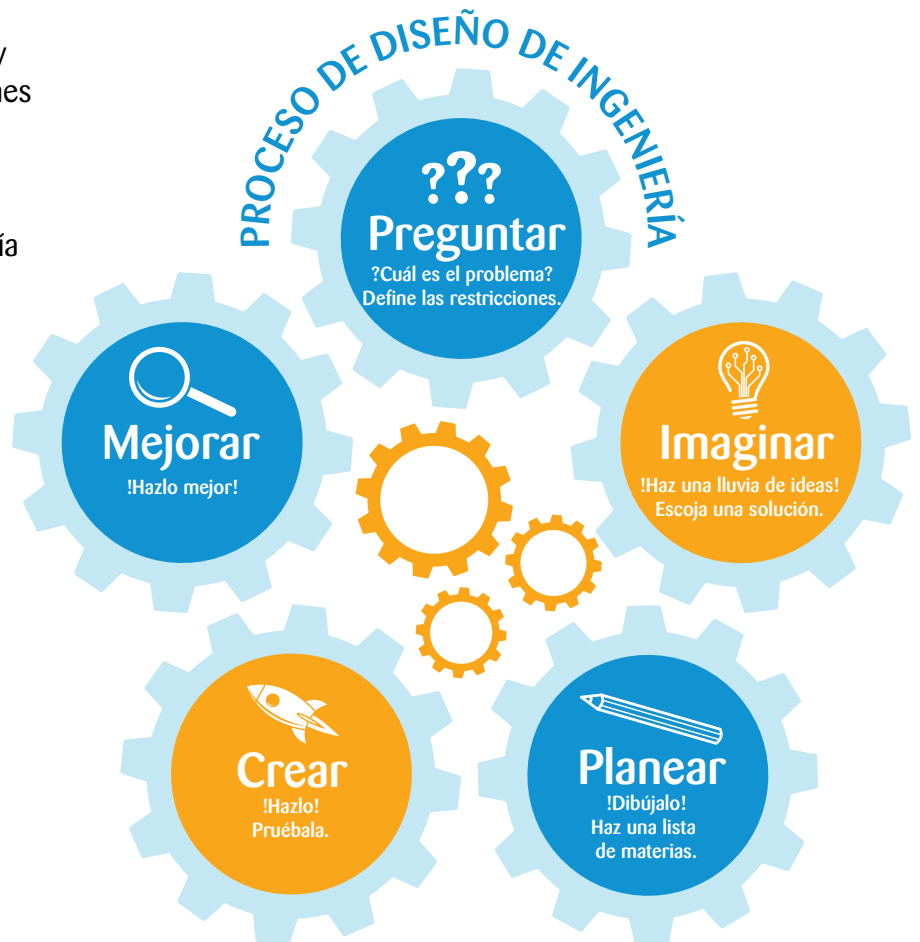 PROCESO DE DISEÑO DE INGENIERÍA
???
Preguntar
?Cuál es el problema?
Define las restricciones.
Imaginar
!Haz una lluvia de ideas!
Escoja una solución.
Planear
!Dibújalo!
Haz una lista
de materias.
Crear
!Hazlo!
Pruébala.
Mejorar
!Hazlo mejor!